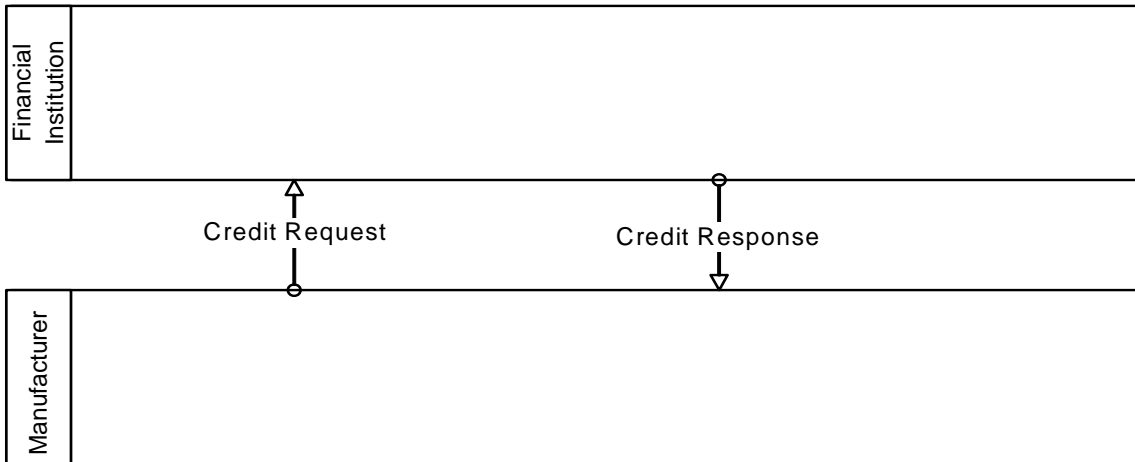 Financial
Institution
Credit Request
Credit Response
Manufacturer